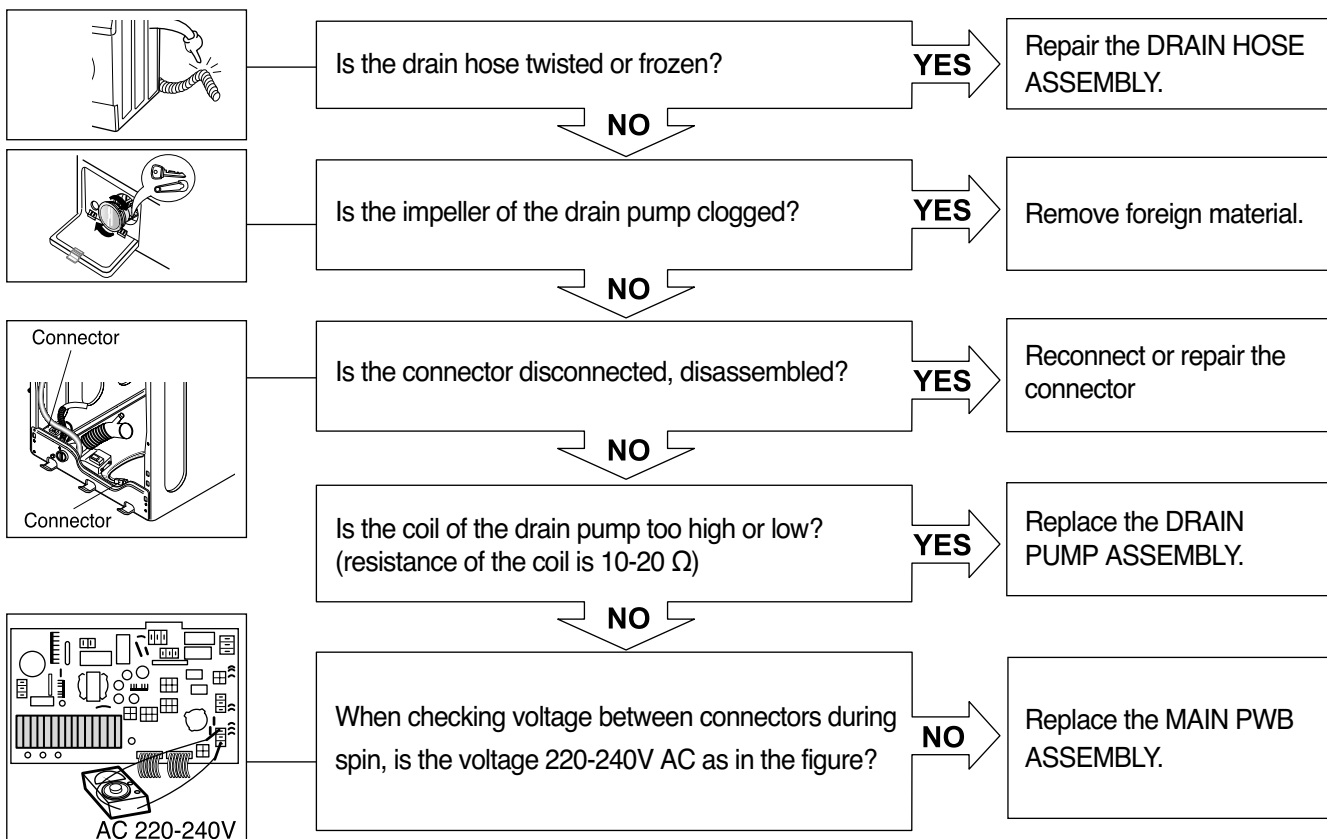 Is the drain hose twisted or frozen?
YES
Repair the DRAIN HOSE
ASSEMBLY.
NO
Is the impeller of the drain pump clogged?
YES
Remove foreign material.
NO
Connector
Connector
Is the connector disconnected, disassembled?
YES
Reconnect or repair the
connector
NO
Is the coil of the drain pump too high or low?
(resistance of the coil is 10-20 Ω)
YES
Replace the DRAIN
PUMP ASSEMBLY.
NO
AC 220-240V
When checking voltage between connectors during
spin, is the voltage 220-240V AC as in the figure?
NO
Replace the MAIN PWB
ASSEMBLY.